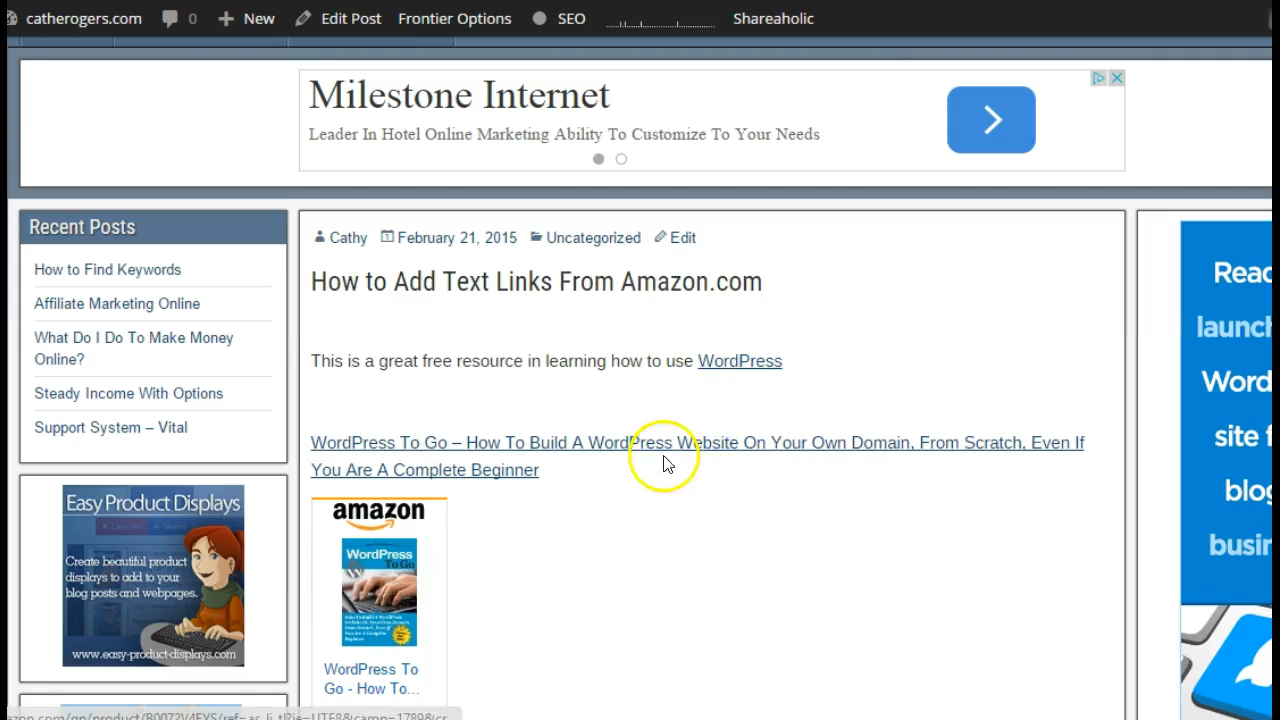 catherogers.com 0 New Edit Post Frontier Options SEO Shareaholic
Milestone Internet
Leader In Hotel Online Marketing Ability To Customize To Your Needs
Recent Posts
How to Find Keywords
Affiliate Marketing Online
What Do I Do To Make Money
Online?
Steady Income With Options
Support System – Vital
Easy Product Displays
Create beautiful product
displays to add to your
blog posts and webpages.
www.easy-product-displays.com
Cathy February 21, 2015 Uncategorized Edit
How to Add Text Links From Amazon.com
This is a great free resource in learning how to use WordPress
WordPress To Go – How To Build A WordPress Website On Your Own Domain, From Scratch, Even If
You Are A Complete Beginner
amazon
WordPress
To Go
WordPress To
Go - How To...
Reac
launch
Word
site f
blog
busin